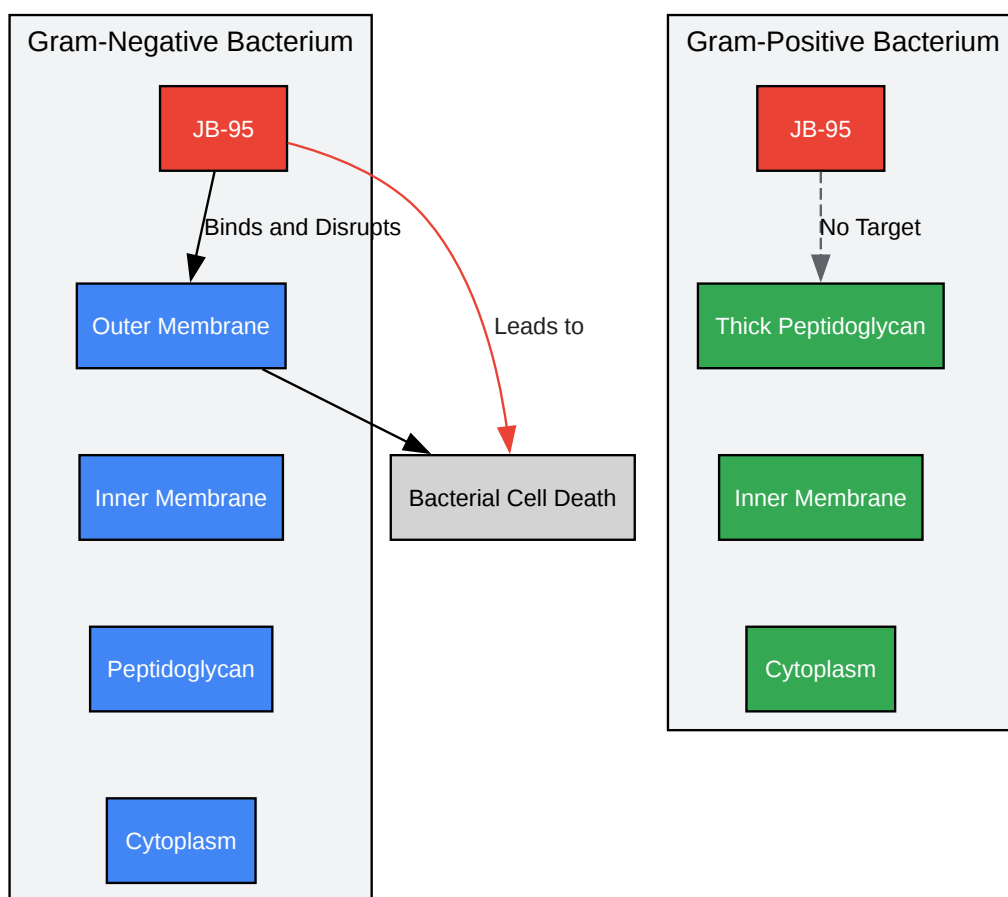 Gram-Negative Bacterium
JB-95
Binds and Disrupts
Outer Membrane
Leads to
Inner Membrane
Bacterial Cell Death
Peptidoglycan
Cytoplasm
Gram-Positive Bacterium
JB-95
No Target
Thick Peptidoglycan
Inner Membrane
Cytoplasm